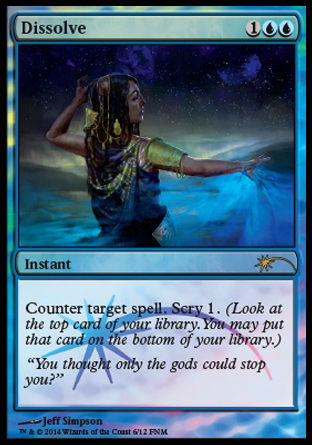 Dissolve 1
Instant
Counter target spell. Scry 1. (Look at
the top card of your library. You may put
that card on the bottom of your library.)
“You thought only the gods could stop
you?”
Jeff Simpson
™ & © 2014 Wizards of the Coast 6/12 FNM